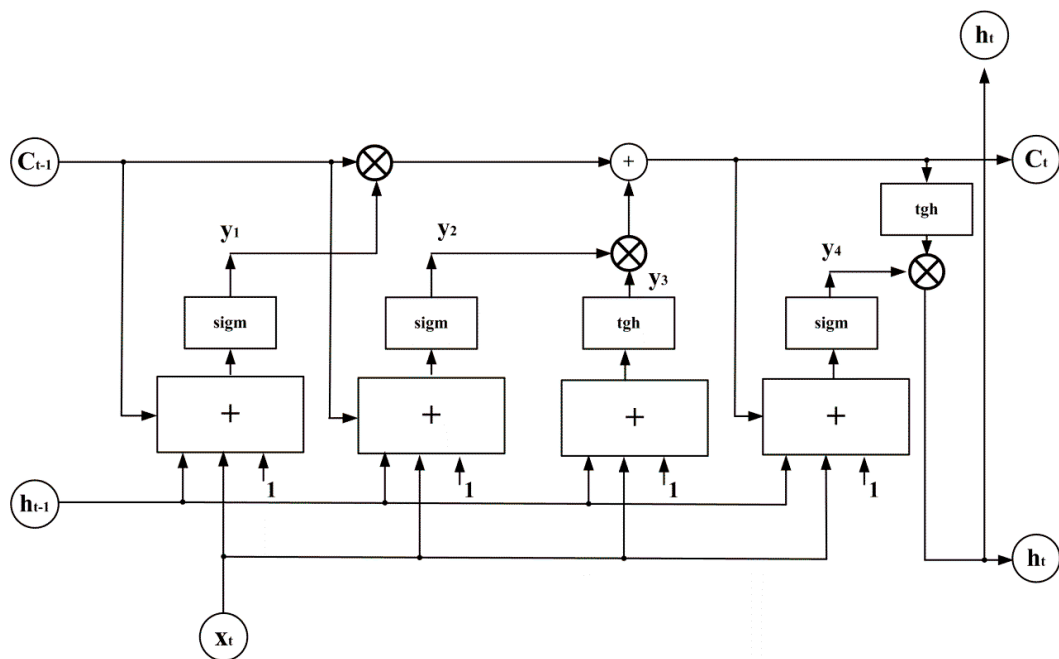 ht
Ct-1
+
Ct
tgh
y1
y2
y4
y3
sigm
sigm
tgh
sigm
+
+
+
+
1
1
1
1
ht-1
ht
xt